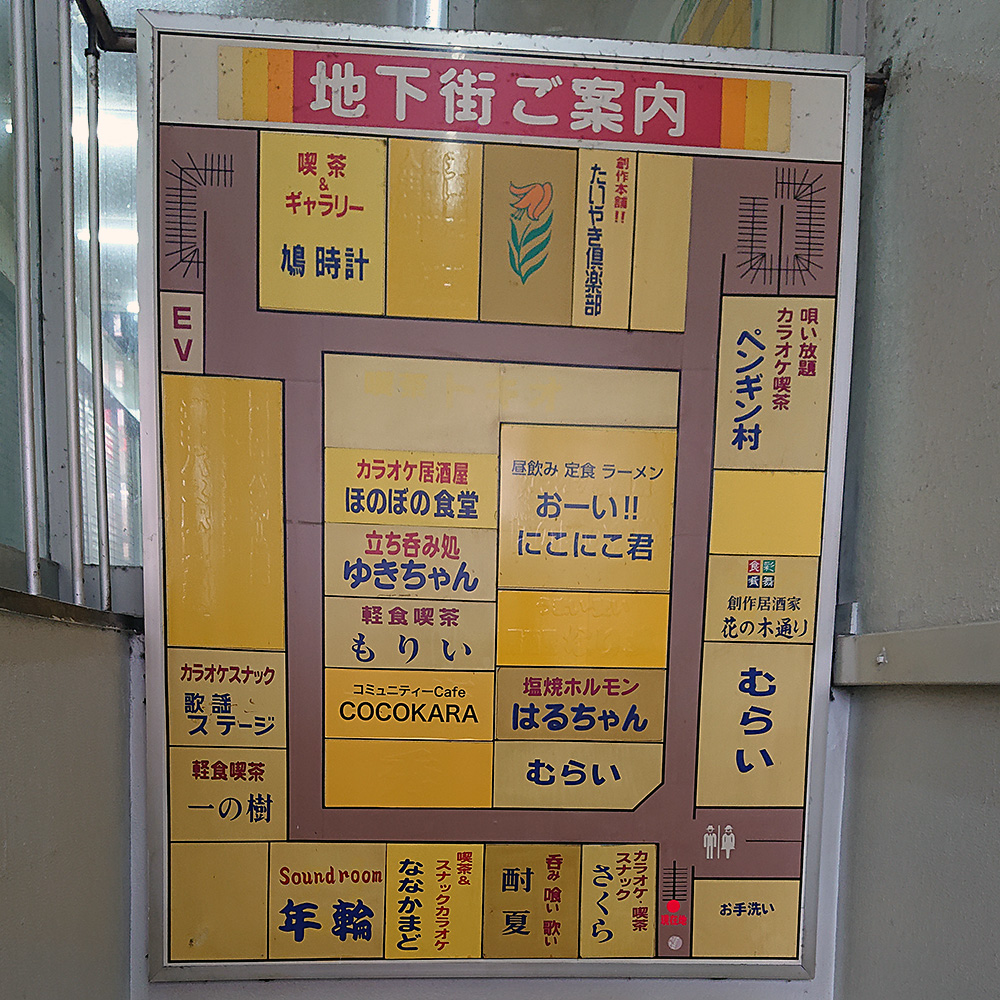 地下街ご案内
喫茶
&
ギャラリー
鳩時計
創作本舗!!
たいやき倶楽部
EV
唄い放題
カラオケ喫茶
ペンギン村
カラオケ居酒屋
ほのぼの食堂
昼飲み 定食 ラーメン
おーい!!
にこにこ君
立ち呑み処
ゆきちゃん
軽食喫茶
もりい
コミュニティーCafe
COCOKARA
塩焼ホルモン
はるちゃん
むらい
創作居酒家
花の木通り
むらい
カラオケスナック
歌謡
ステージ
軽食喫茶
一の樹
Soundroom
年輪
喫茶&
スナックカラオケ
ななかまど
呑み 喰い 歌い
酎夏
カラオケ・喫茶
スナック
さくら
現在地
お手洗い